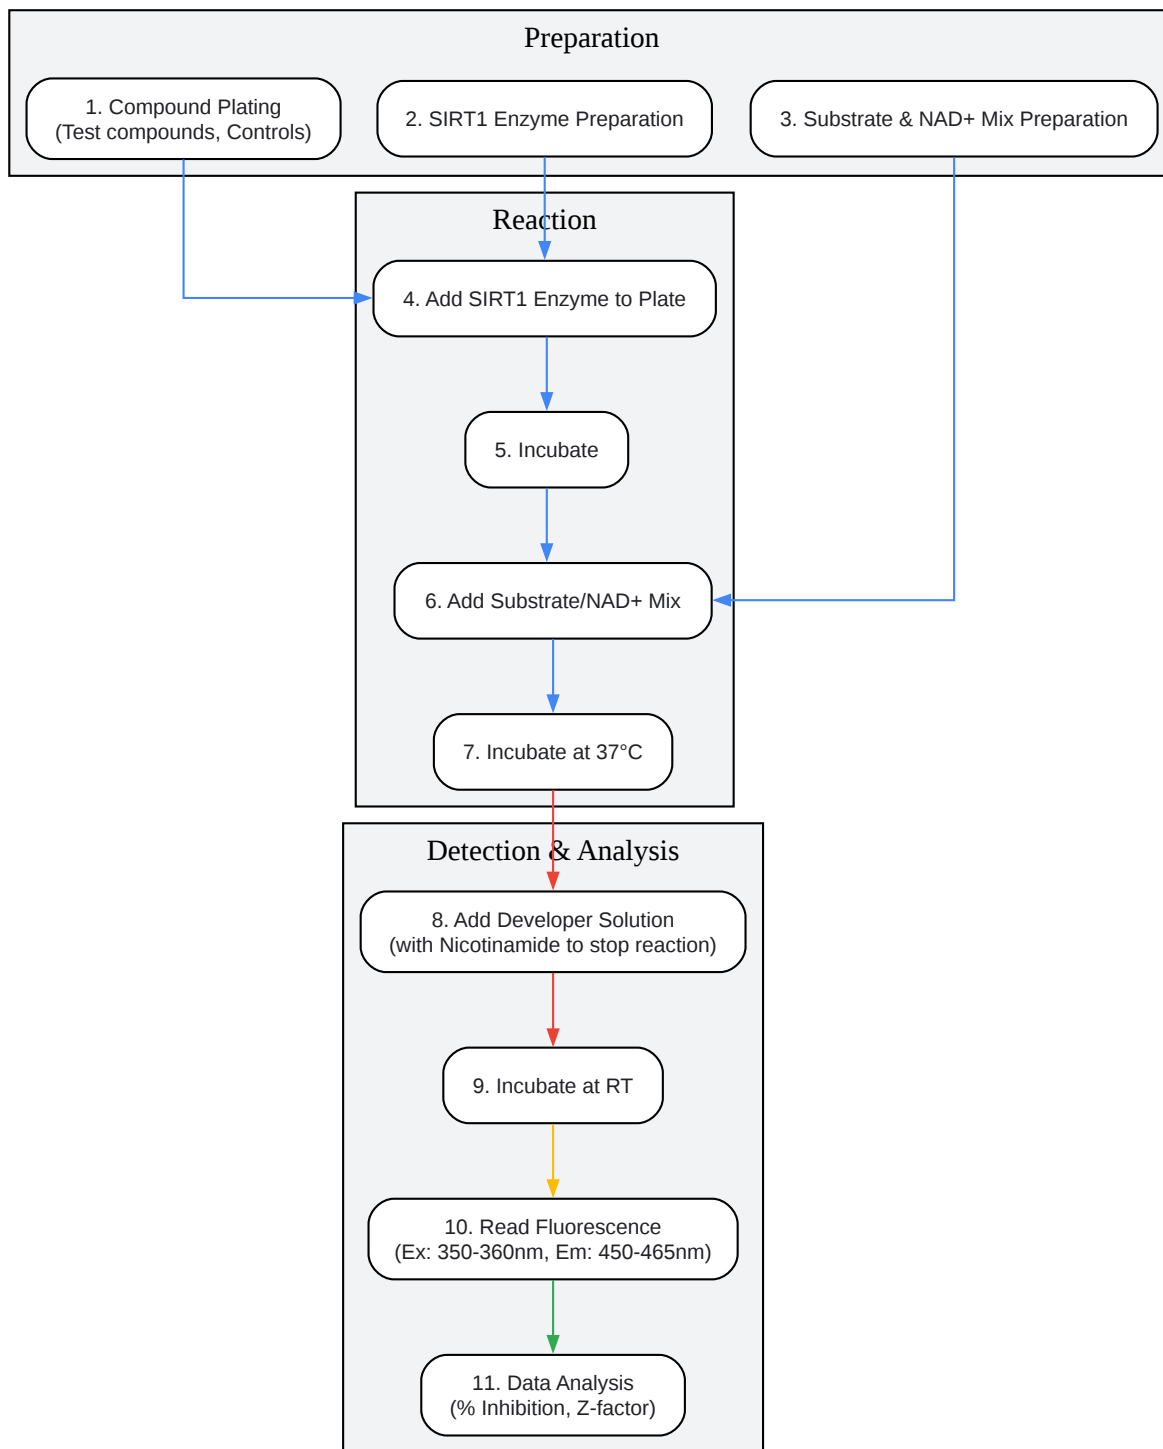 Preparation
1. Compound Plating
(Test compounds, Controls)
2. SIRT1 Enzyme Preparation
3. Substrate & NAD+ Mix Preparation
Reaction
4. Add SIRT1 Enzyme to Plate
5. Incubate
6. Add Substrate/NAD+ Mix
7. Incubate at 37°C
Detection & Analysis
8. Add Developer Solution
(with Nicotinamide to stop reaction)
9. Incubate at RT
10. Read Fluorescence
(Ex: 350-360nm, Em: 450-465nm)
11. Data Analysis
(% Inhibition, Z-factor)